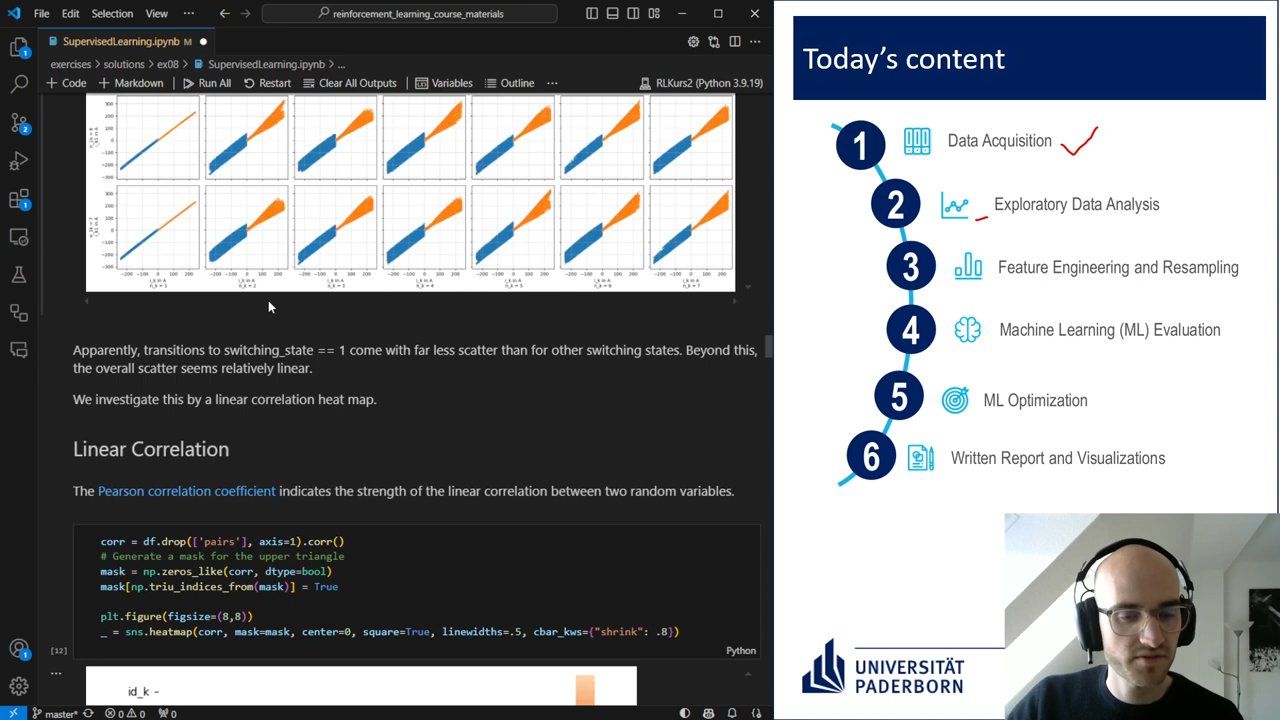 File Edit Selection View ···
reinforcement_learning_course_materials
SupervisedLearning.ipynb M
exercises > solutions > ex08 > SupervisedLearning.ipynb > ...
+ Code + Markdown Run All Restart Clear All Outputs Variables Outline ··· RLKurs2 (Python 3.9.19)
Apparently, transitions to switching_state == 1 come with far less scatter than for other switching states. Beyond this,
the overall scatter seems relatively linear.
We investigate this by a linear correlation heat map.
Linear Correlation
The Pearson correlation coefficient indicates the strength of the linear correlation between two random variables.
corr = df.drop(['pairs'], axis=1).corr()
# Generate a mask for the upper triangle
mask = np.zeros_like(corr, dtype=bool)
mask[np.triu_indices_from(mask)] = True
plt.figure(figsize=(8,8))
_ = sns.heatmap(corr, mask=mask, center=0, square=True, linewidths=.5, cbar_kws={"shrink": .8})
[12]
Python
id_k
master* 0 0 0
Today's content
1 Data Acquisition
2 Exploratory Data Analysis
3 Feature Engineering and Resampling
4 Machine Learning (ML) Evaluation
5 ML Optimization
6 Written Report and Visualizations
UNIVERSITÄT
PADERBORN